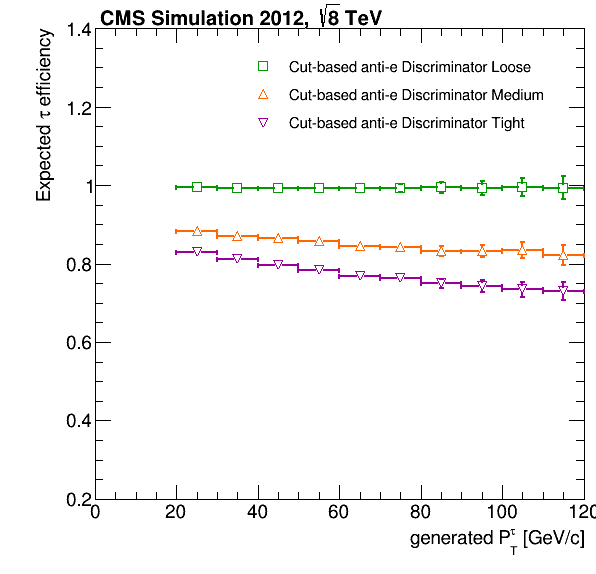 CMS Simulation 2012, √8 TeV
Expected τ efficiency
Cut-based anti-e Discriminator Loose
Cut-based anti-e Discriminator Medium
Cut-based anti-e Discriminator Tight
1.4
1.2
1
0.8
0.6
0.4
0.2
0 20 40 60 80 100 120
generated P_T^τ [GeV/c]